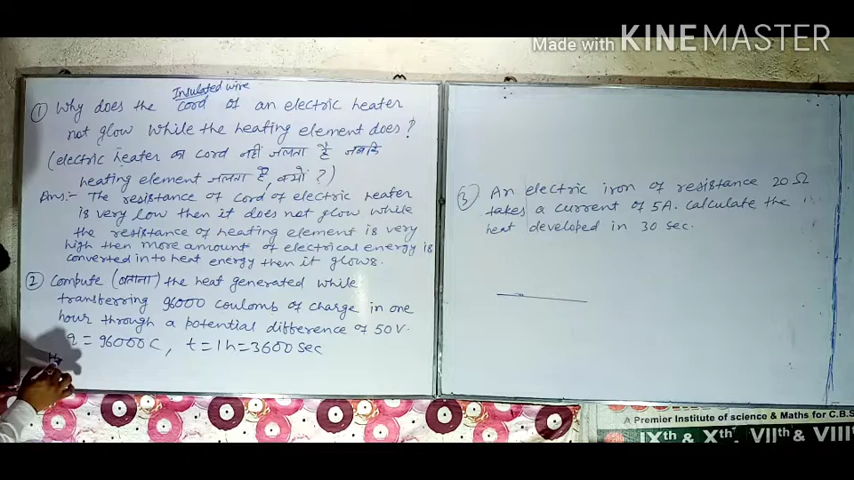 Made with KINEMASTER
Insulated wire
① Why does the cord of an electric heater
not glow while the heating element does?
(electric heater का cord नहीं जलता है जबकि
heating element जलता है, क्यों ?)
Ans:- The resistance of cord of electric heater
is very low then it does not glow while
the resistance of heating element is very
high then more amount of electrical energy is
converted in to heat energy then it glows.
② Compute (बताना) the heat generated while
transferring 96000 coulomb of charge in one
hour through a potential difference of 50V.
q = 96000C, t = 1h = 3600 sec
③ An electric iron of resistance 20Ω
takes a current of 5A. calculate the
heat developed in 30 sec.
A Premier Institute of science & Maths for C.B.S
IXth & Xth, VIIth & VIII